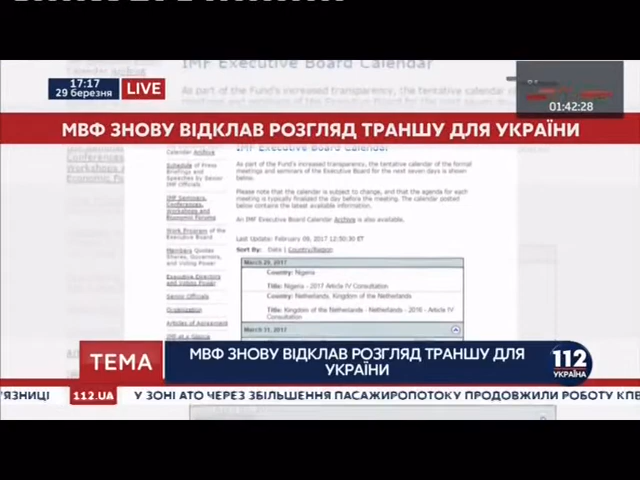 IMF Executive Board Calendar
17:17
29 березня
LIVE
01:42:28
МВФ ЗНОВУ ВІДКЛАВ РОЗГЛЯД ТРАНШУ ДЛЯ УКРАЇНИ
Calendar Archive
Schedule of Press
Briefings and
Speeches by Senior
IMF Officials
IMF Seminars,
Conferences,
Workshops and
Economic Forums
Work Program of the
Executive Board
Members Quotas
Shares, Governors,
and Voting Power
Executive Directors
and Voting Power
Senior Officials
Organization
Articles of Agreement
IMF at a Glance
IMF Executive Board Calendar
As part of the Fund's increased transparency, the tentative calendar of the formal
meetings and seminars of the Executive Board for the next seven days is shown
below.
Please note that the calendar is subject to change, and that the agenda for each
meeting is typically finalized the day before the meeting. The calendar posted
below contains the latest available information.
An IMF Executive Board Calendar Archive is also available.
Last Update: February 09, 2017 12:50:30 ET
Sort By: Date | Country/Region
March 29, 2017
Country: Nigeria
Title: Nigeria - 2017 Article IV Consultation
Country: Netherlands, Kingdom of the Netherlands
Title: Kingdom of the Netherlands - Netherlands - 2016 - Article IV
Consultation
March 31, 2017
ТЕМА
МВФ ЗНОВУ ВІДКЛАВ РОЗГЛЯД ТРАНШУ ДЛЯ
УКРАЇНИ
112
УКРАЇНА
'ЯЗНИЦІ 112.UA У ЗОНІ АТО ЧЕРЕЗ ЗБІЛЬШЕННЯ ПАСАЖИРОПОТОКУ ПРОДОВЖИЛИ РОБОТУ КПВ